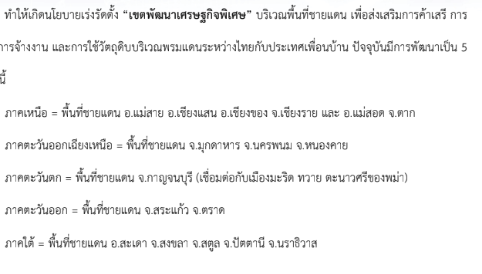 ทำให้เกิดนโยบายเร่งรัดตั้ง “เขตพัฒนาเศรษฐกิจพิเศษ” บริเวณพื้นที่ชายแดน เพื่อส่งเสริมการค้าเสรี การ
การจ้างงาน และการใช้วัตถุดิบบริเวณพรมแดนระหว่างไทยกับประเทศเพื่อนบ้าน ปัจจุบันมีการพัฒนาเป็น 5
นี้
ภาคเหนือ = พื้นที่ชายแดน อ.แม่สาย อ.เชียงแสน อ.เชียงของ จ.เชียงราย และ อ.แม่สอด จ.ตาก
ภาคตะวันออกเฉียงเหนือ = พื้นที่ชายแดน จ.มุกดาหาร จ.นครพนม จ.หนองคาย
ภาคตะวันตก = พื้นที่ชายแดน จ.กาญจนบุรี (เชื่อมต่อกับเมืองมะริด ทวาย ตะนาวศรีของพม่า)
ภาคตะวันออก = พื้นที่ชายแดน จ.สระแก้ว จ.ตราด
ภาคใต้ = พื้นที่ชายแดน อ.สะเดา จ.สงขลา จ.สตูล จ.ปัตตานี จ.นราธิวาส